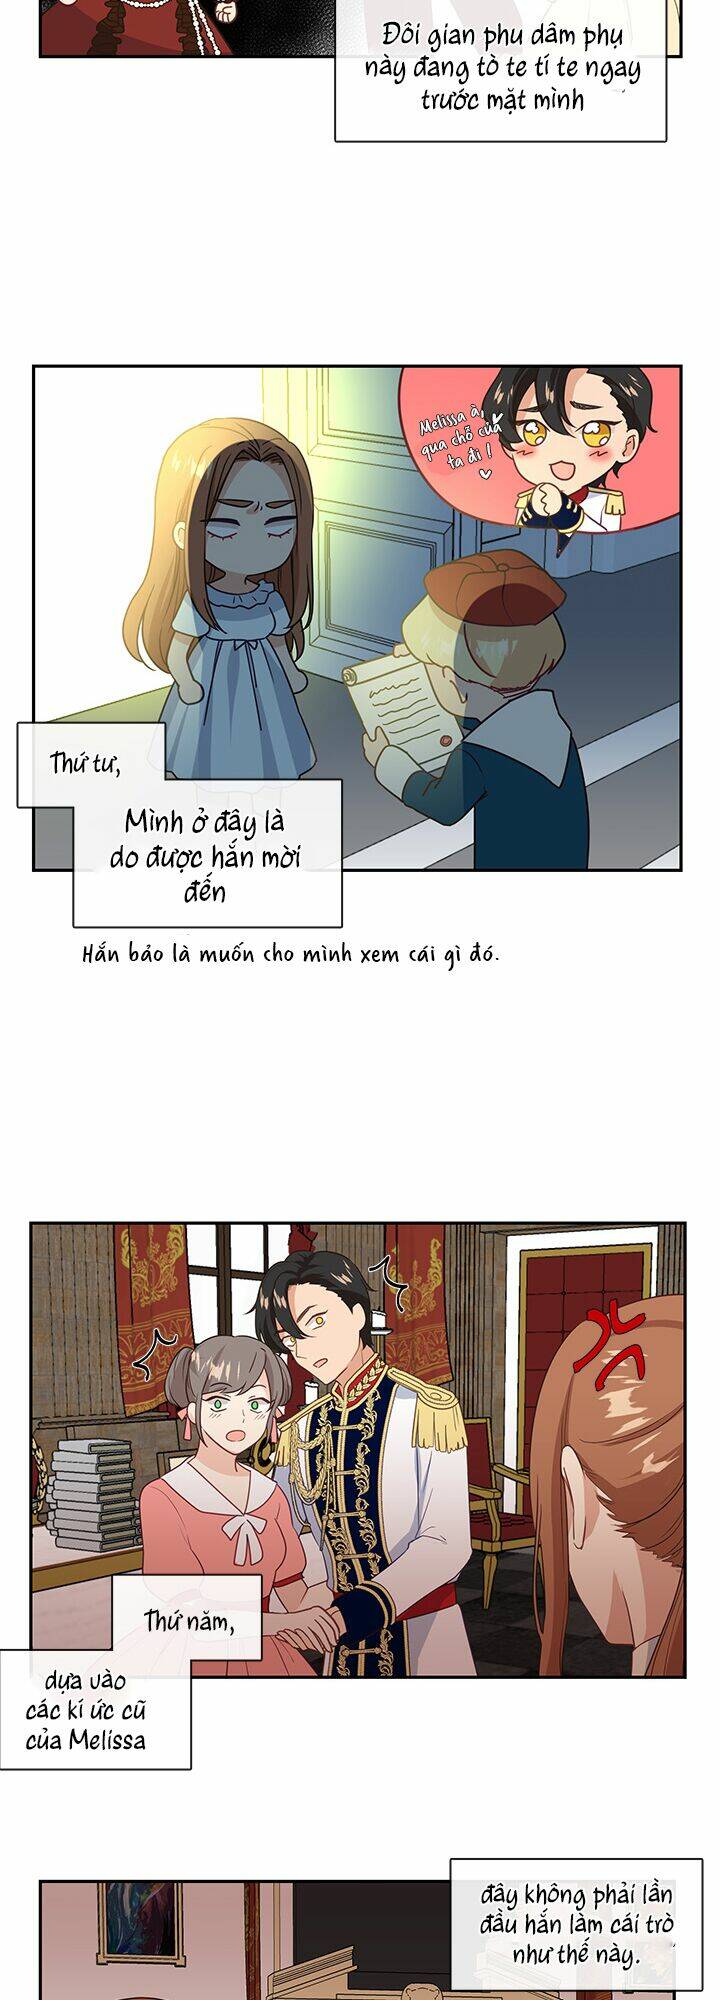 Đôi gian phu dâm phụ
này đang tò te tí te ngay
trước mặt mình
Melissa à,
qua chỗ của
ta đi !
Thứ tư,
Mình ở đây là
do được hắn mời
đến
Hắn bảo là muốn cho mình xem cái gì đó.
Thứ năm,
dựa vào
các kí ức cũ
của Melissa
đây không phải lần
đầu hắn làm cái trò
như thế này.